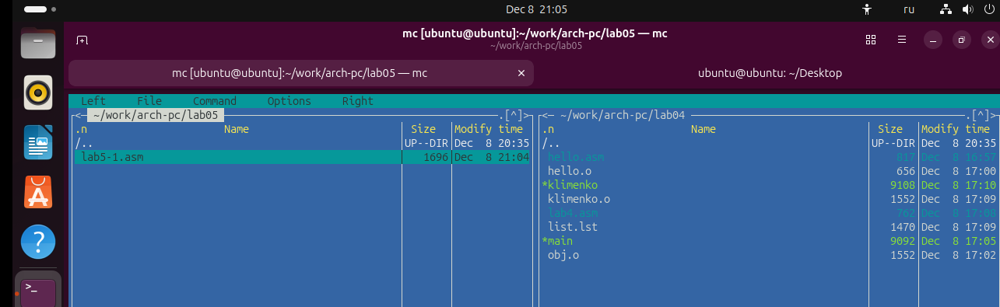 Dec 8 21:05
ru
mc [ubuntu@ubuntu]:~/work/arch-pc/lab05 — mc
~/work/arch-pc/lab05
mc [ubuntu@ubuntu]:~/work/arch-pc/lab05 — mc
ubuntu@ubuntu: ~/Desktop
Left File Command Options Right
<─ ~/work/arch-pc/lab05 .[^]>
.n Name Size Modify time
/.. UP--DIR Dec 8 20:35
lab5-1.asm 1696 Dec 8 21:04
<─ ~/work/arch-pc/lab04 .[^]>
.n Name Size Modify time
/.. UP--DIR Dec 8 20:35
hello.asm 817 Dec 8 16:57
hello.o 656 Dec 8 17:00
*klimenko 9108 Dec 8 17:10
klimenko.o 1552 Dec 8 17:09
lab4.asm 762 Dec 8 17:08
list.lst 1470 Dec 8 17:09
*main 9092 Dec 8 17:05
obj.o 1552 Dec 8 17:02
>_